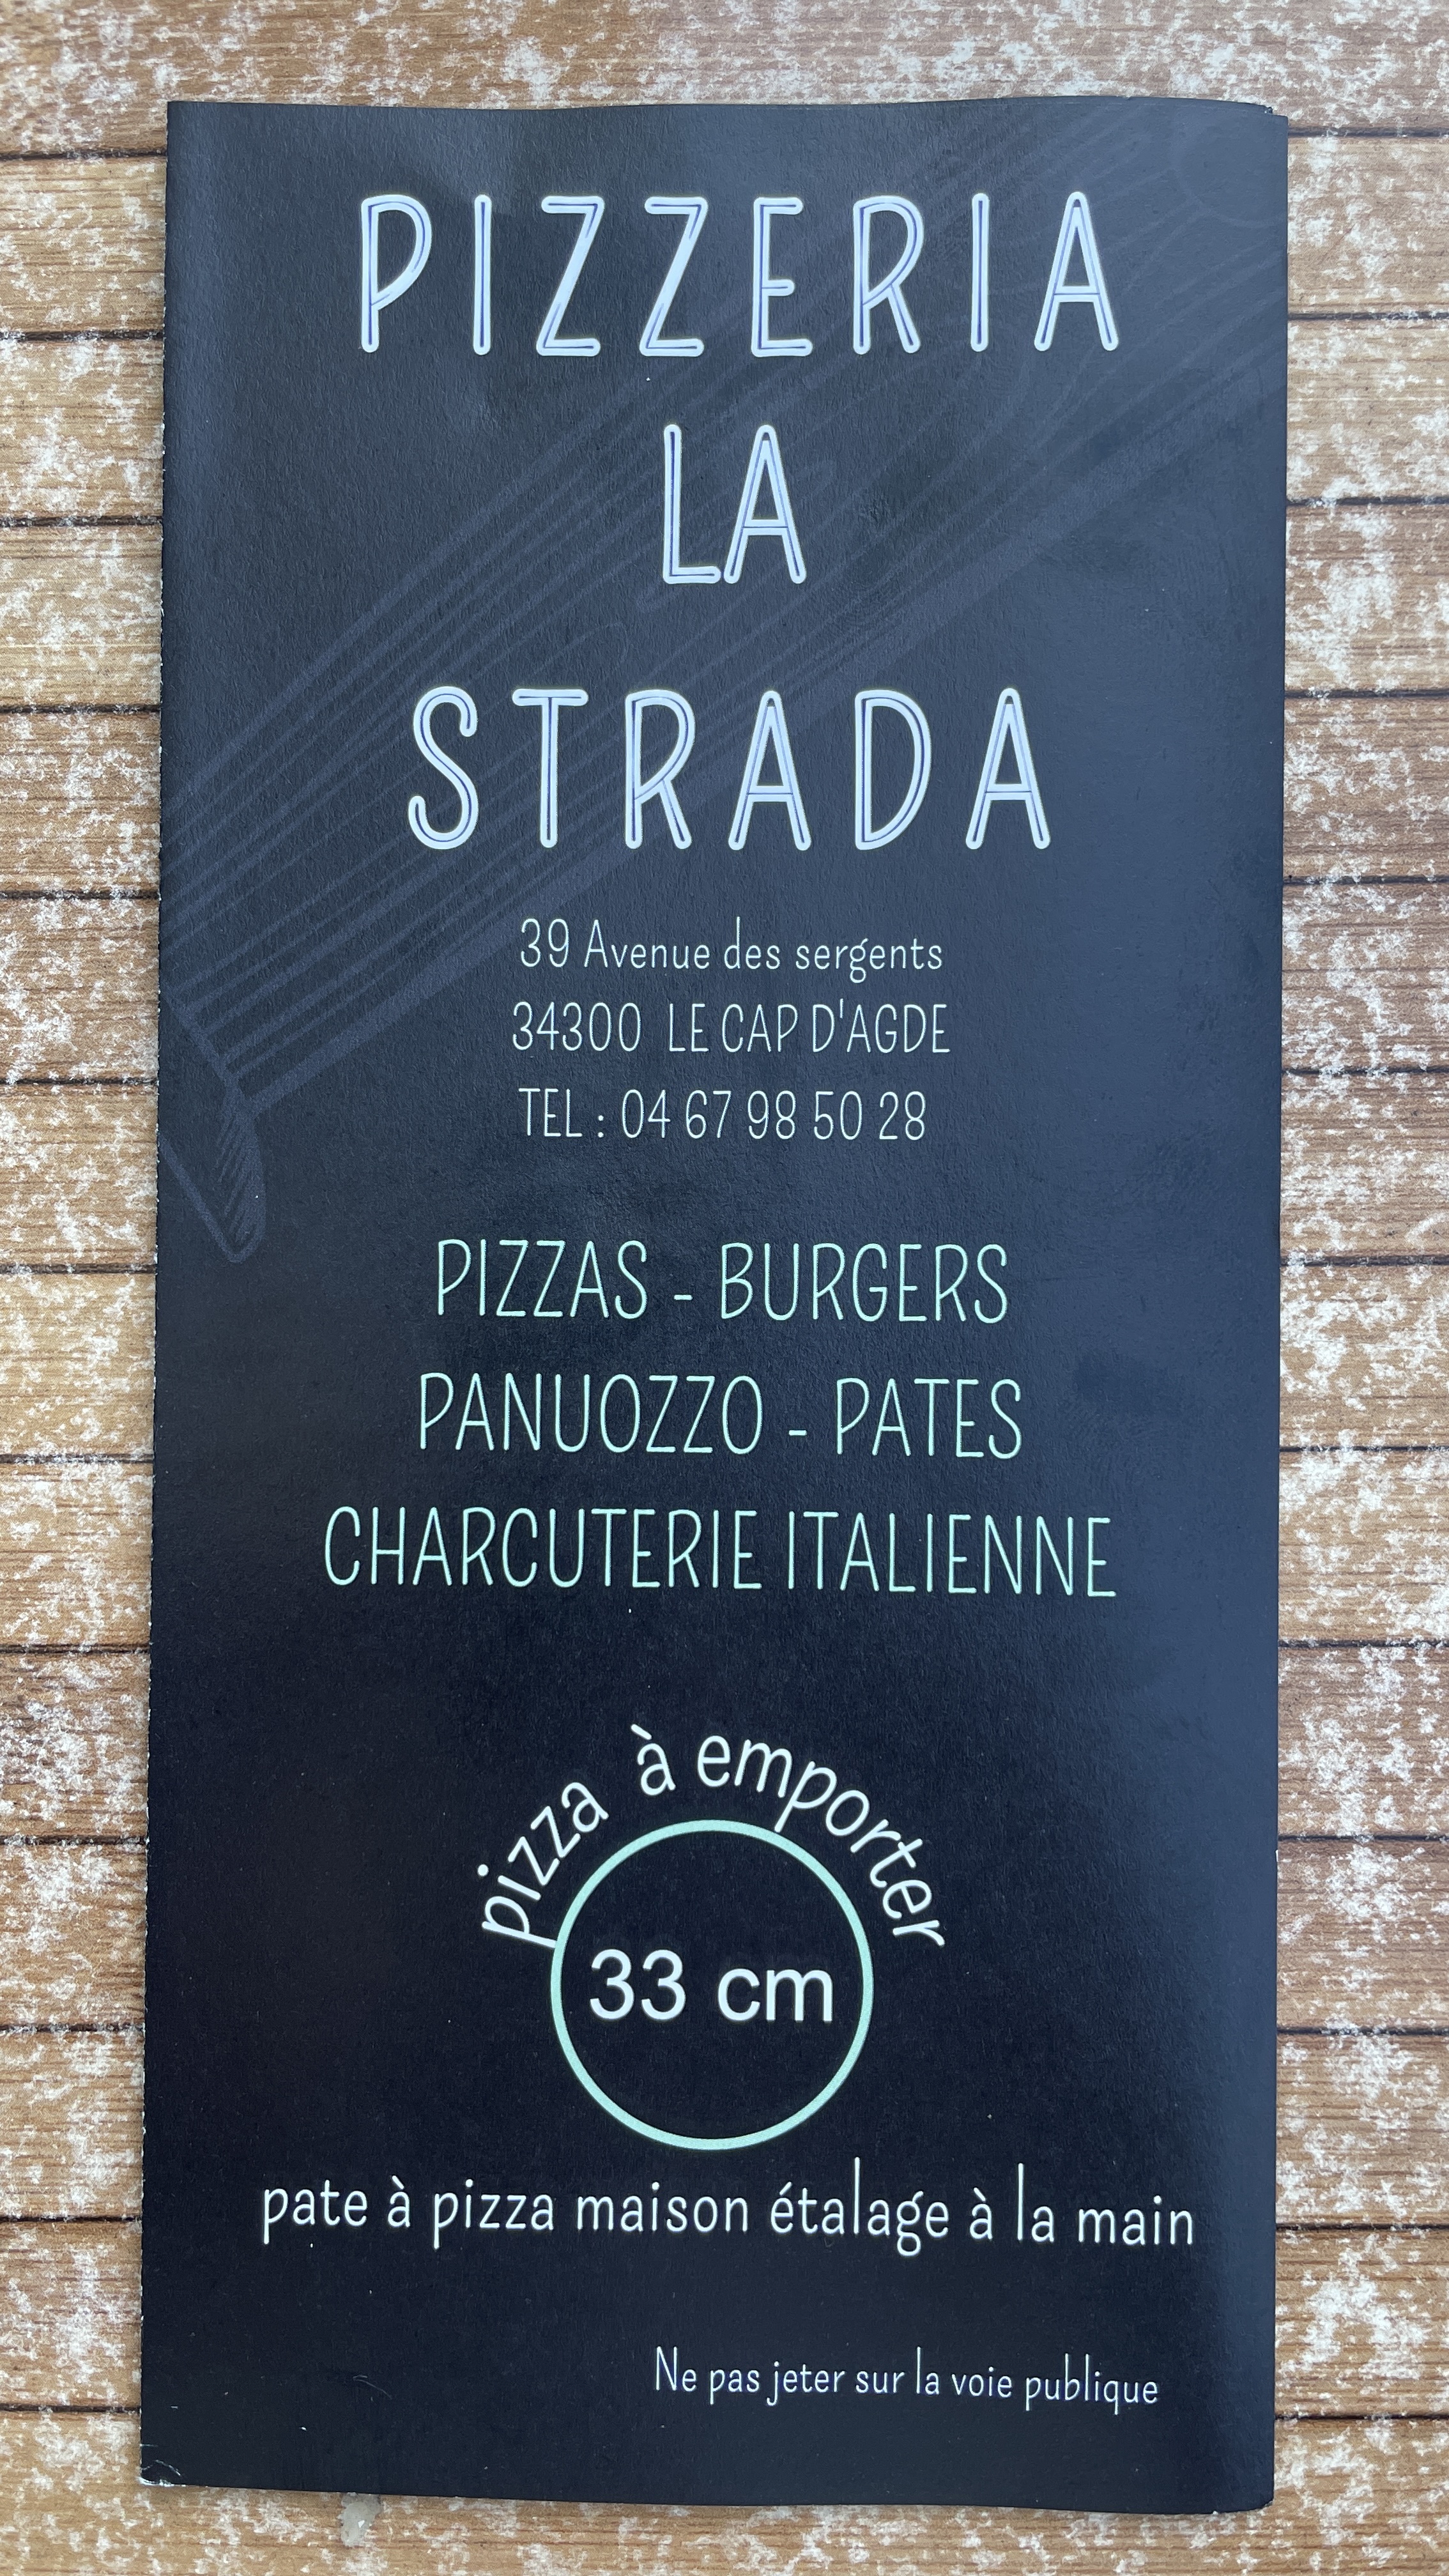 PIZZERIA
LA
STRADA
39 Avenue des sergents
34300 LE CAP D'AGDE
TEL : 04 67 98 50 28
PIZZAS - BURGERS
PANUOZZO - PATES
CHARCUTERIE ITALIENNE
pizza à emporter
33 cm
pate à pizza maison étalage à la main
Ne pas jeter sur la voie publique